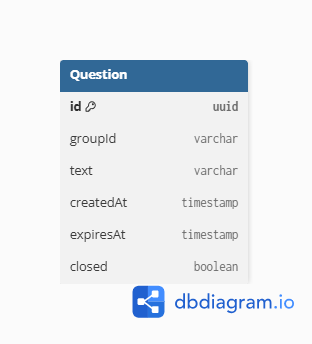 Question
id uuid
groupId varchar
text varchar
createdAt timestamp
expiresAt timestamp
closed boolean
dbdiagram.io